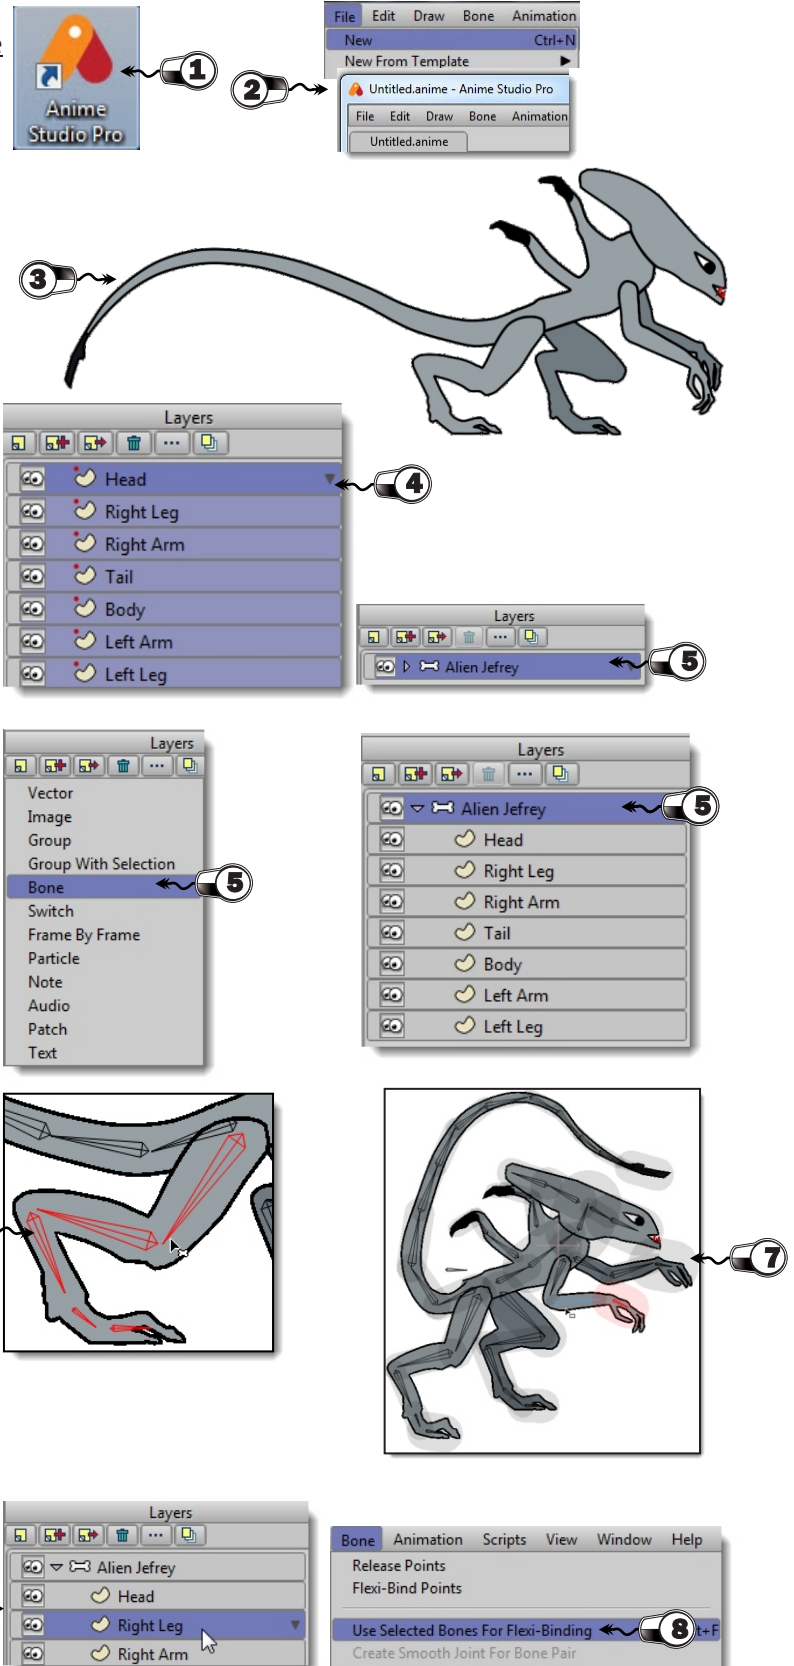 Anime
Studio Pro
1
File Edit Draw Bone Animation
New Ctrl+N
New From Template
2
Untitled.anime - Anime Studio Pro
File Edit Draw Bone Animation
Untitled.anime
3
Layers
Head
4
Right Leg
Right Arm
Tail
Body
Left Arm
Left Leg
Layers
Alien Jefrey
5
Layers
Vector
Image
Group
Group With Selection
Bone
5
Switch
Frame By Frame
Particle
Note
Audio
Patch
Text
Layers
Alien Jefrey
5
Head
Right Leg
Right Arm
Tail
Body
Left Arm
Left Leg
7
Layers
Alien Jefrey
Head
Right Leg
Right Arm
Bone Animation Scripts View Window Help
Release Points
Flexi-Bind Points
Use Selected Bones For Flexi-Binding
8
t+F
Create Smooth Joint For Bone Pair